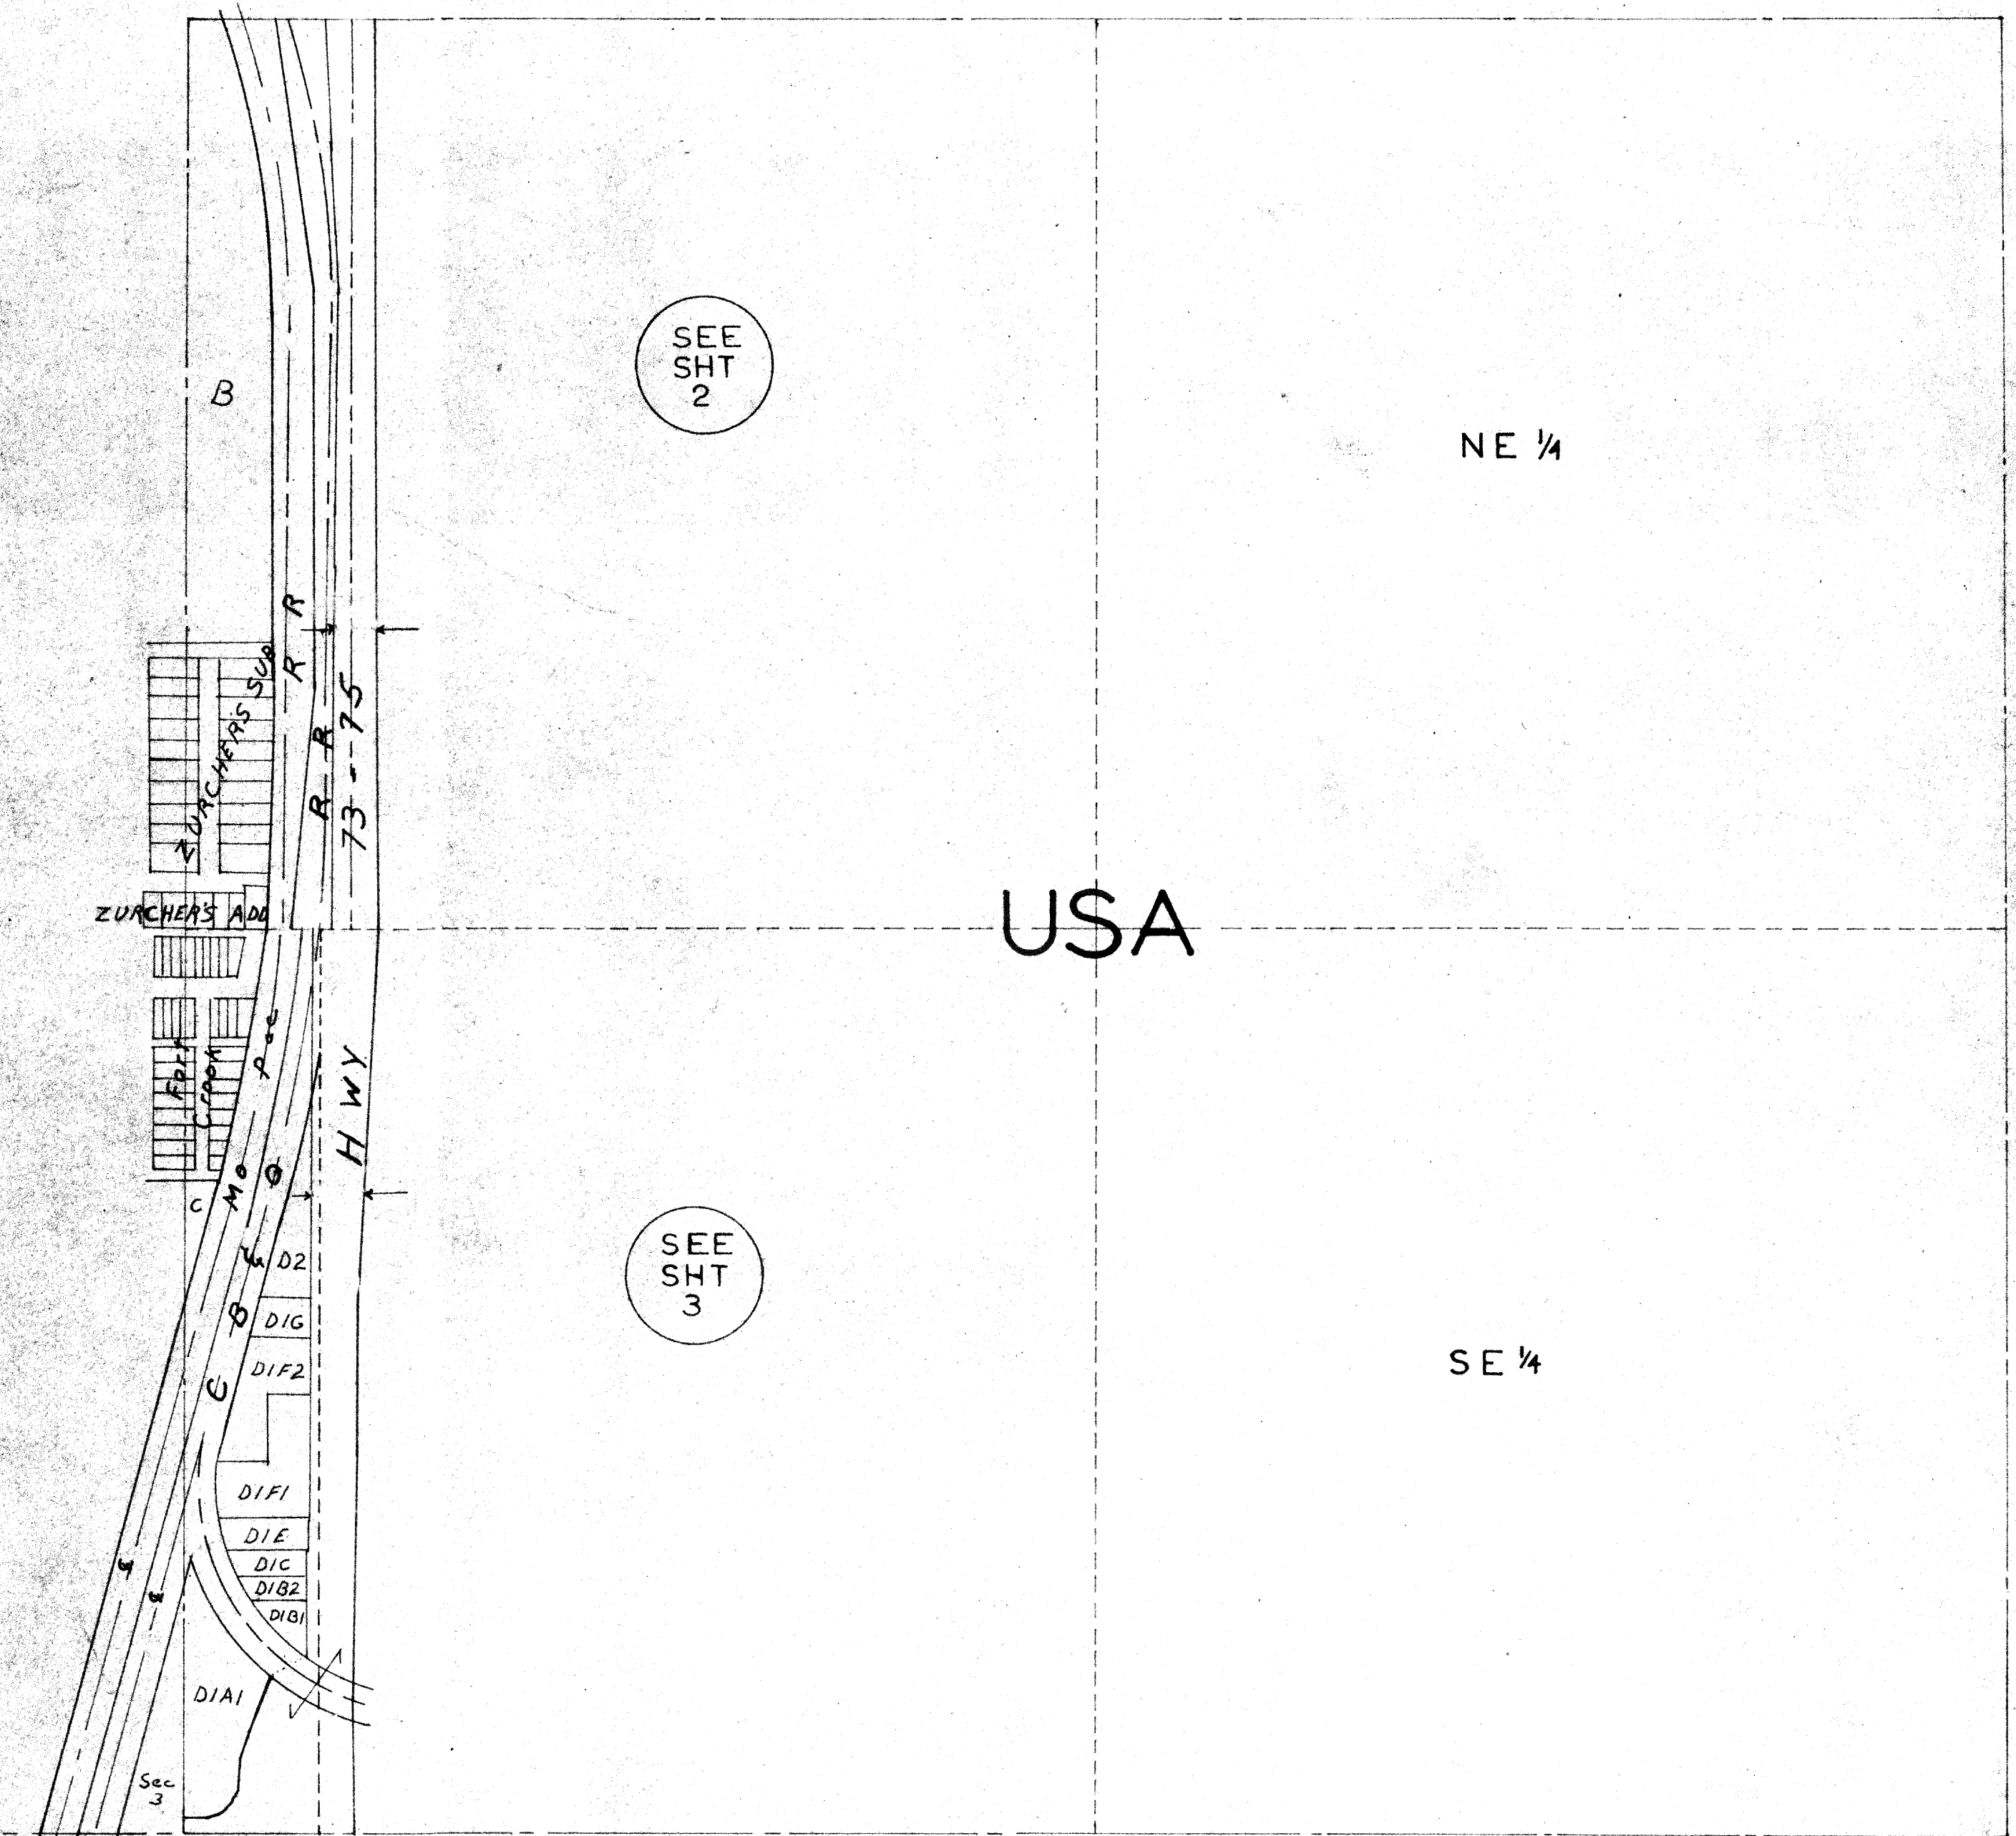 SEE
SHT
2
B
NE 1/4
R R
R R
73 - 75
ZURCHER'S SUB
ZURCHER'S ADD
USA
Fort
Crook
Mo Pac
HWY
C
C B & Q
D2
D1G
D1F2
SEE
SHT
3
SE 1/4
D1F1
D1E
D1C
D1B2
D1B1
D1A1
Sec
3